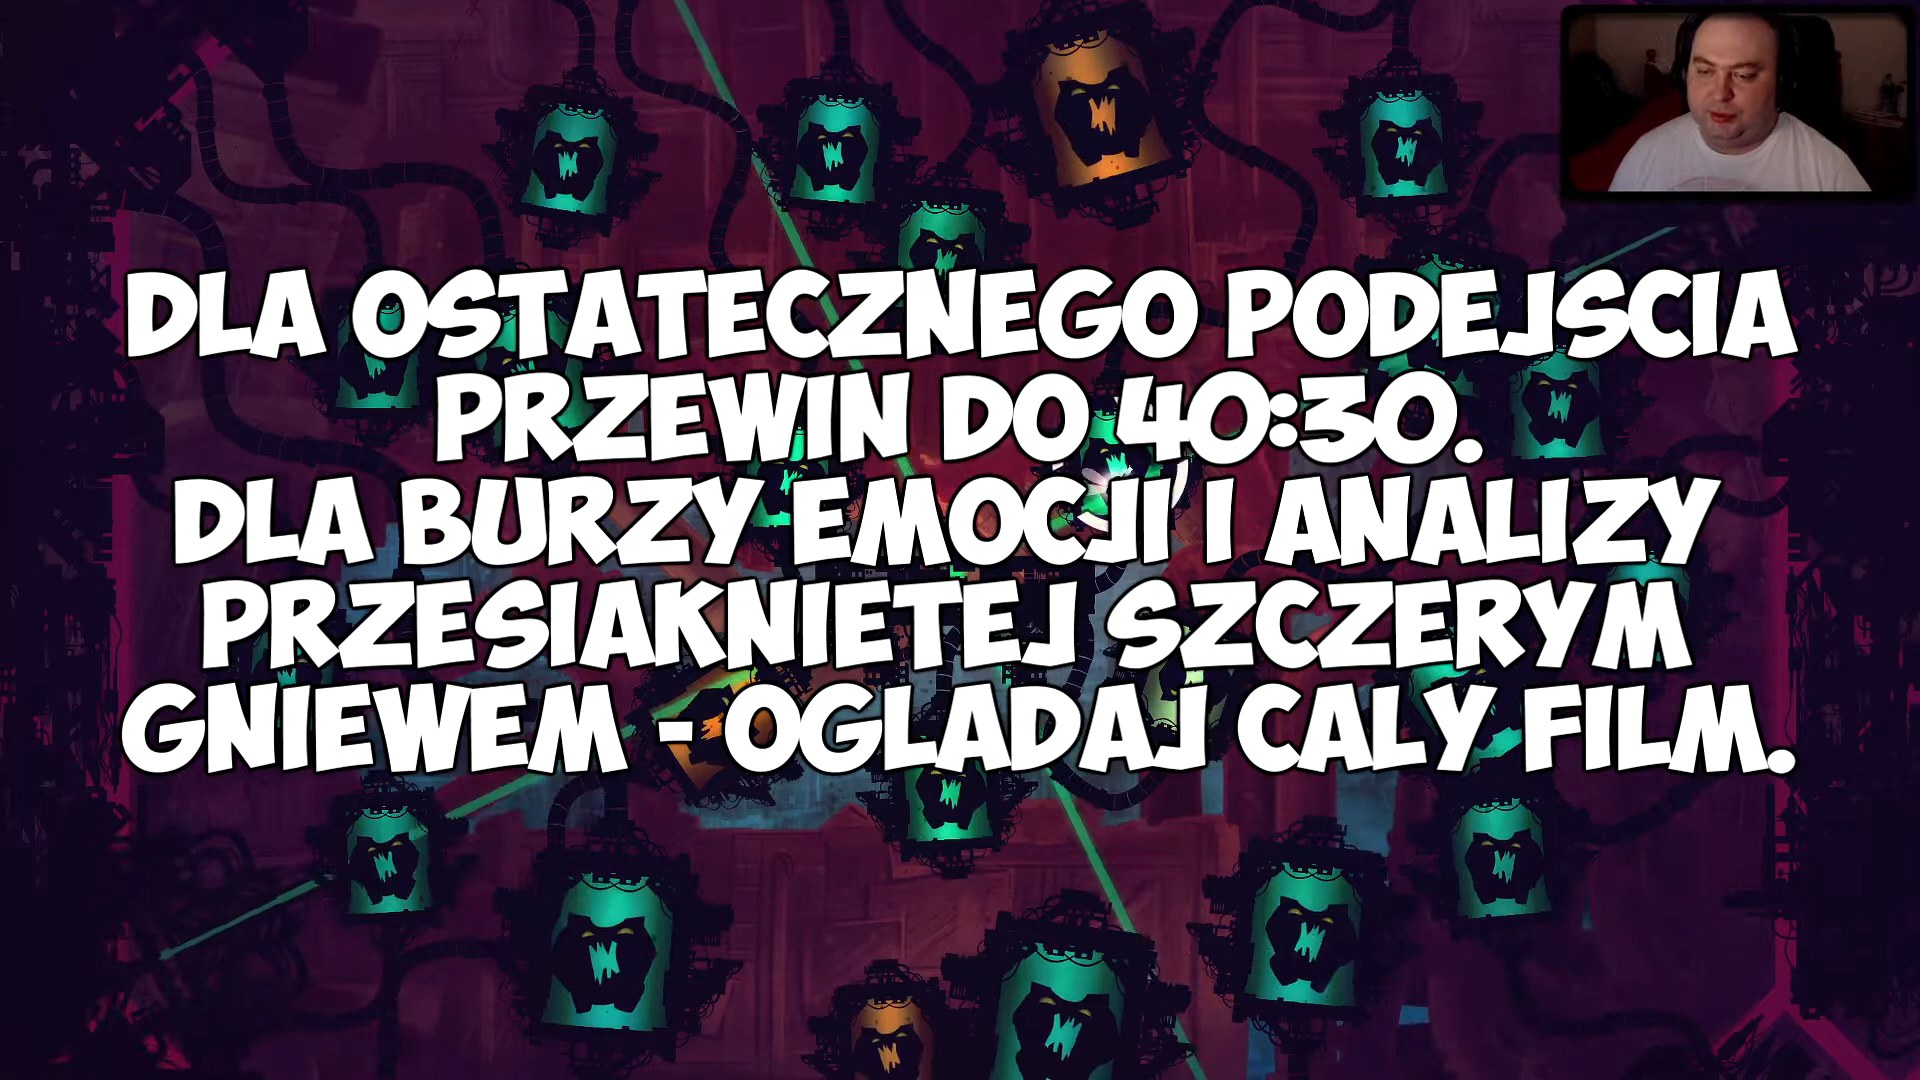 DLA OSTATECZNEGO PODEJSCIA
PRZEWIN DO 40:30.
DLA BURZY EMOCJI I ANALIZY
PRZESIAKNIETEJ SZCZERYM
GNIEWEM - OGLADAJ CALY FILM.